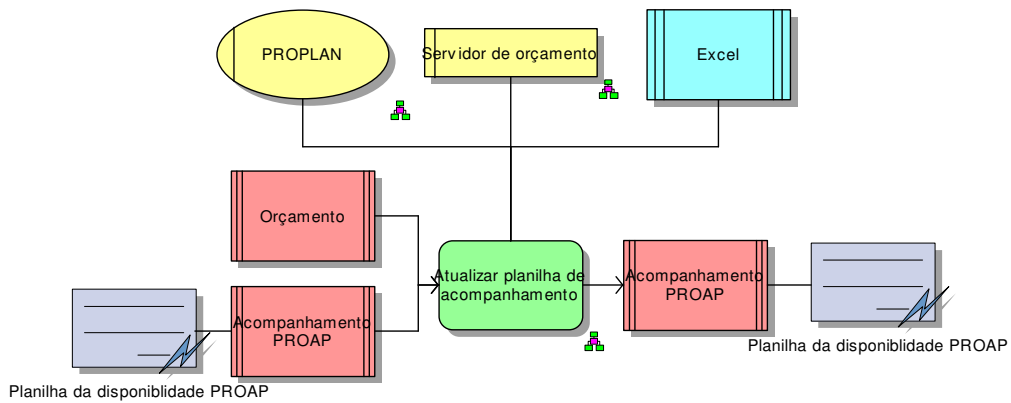 PROPLAN
Servidor de orçamento
Excel
Orçamento
Atualizar planilha de
acompanhamento
Acompanhamento
PROAP
Acompanhamento
PROAP
Planilha da disponiblidade PROAP
Planilha da disponiblidade PROAP